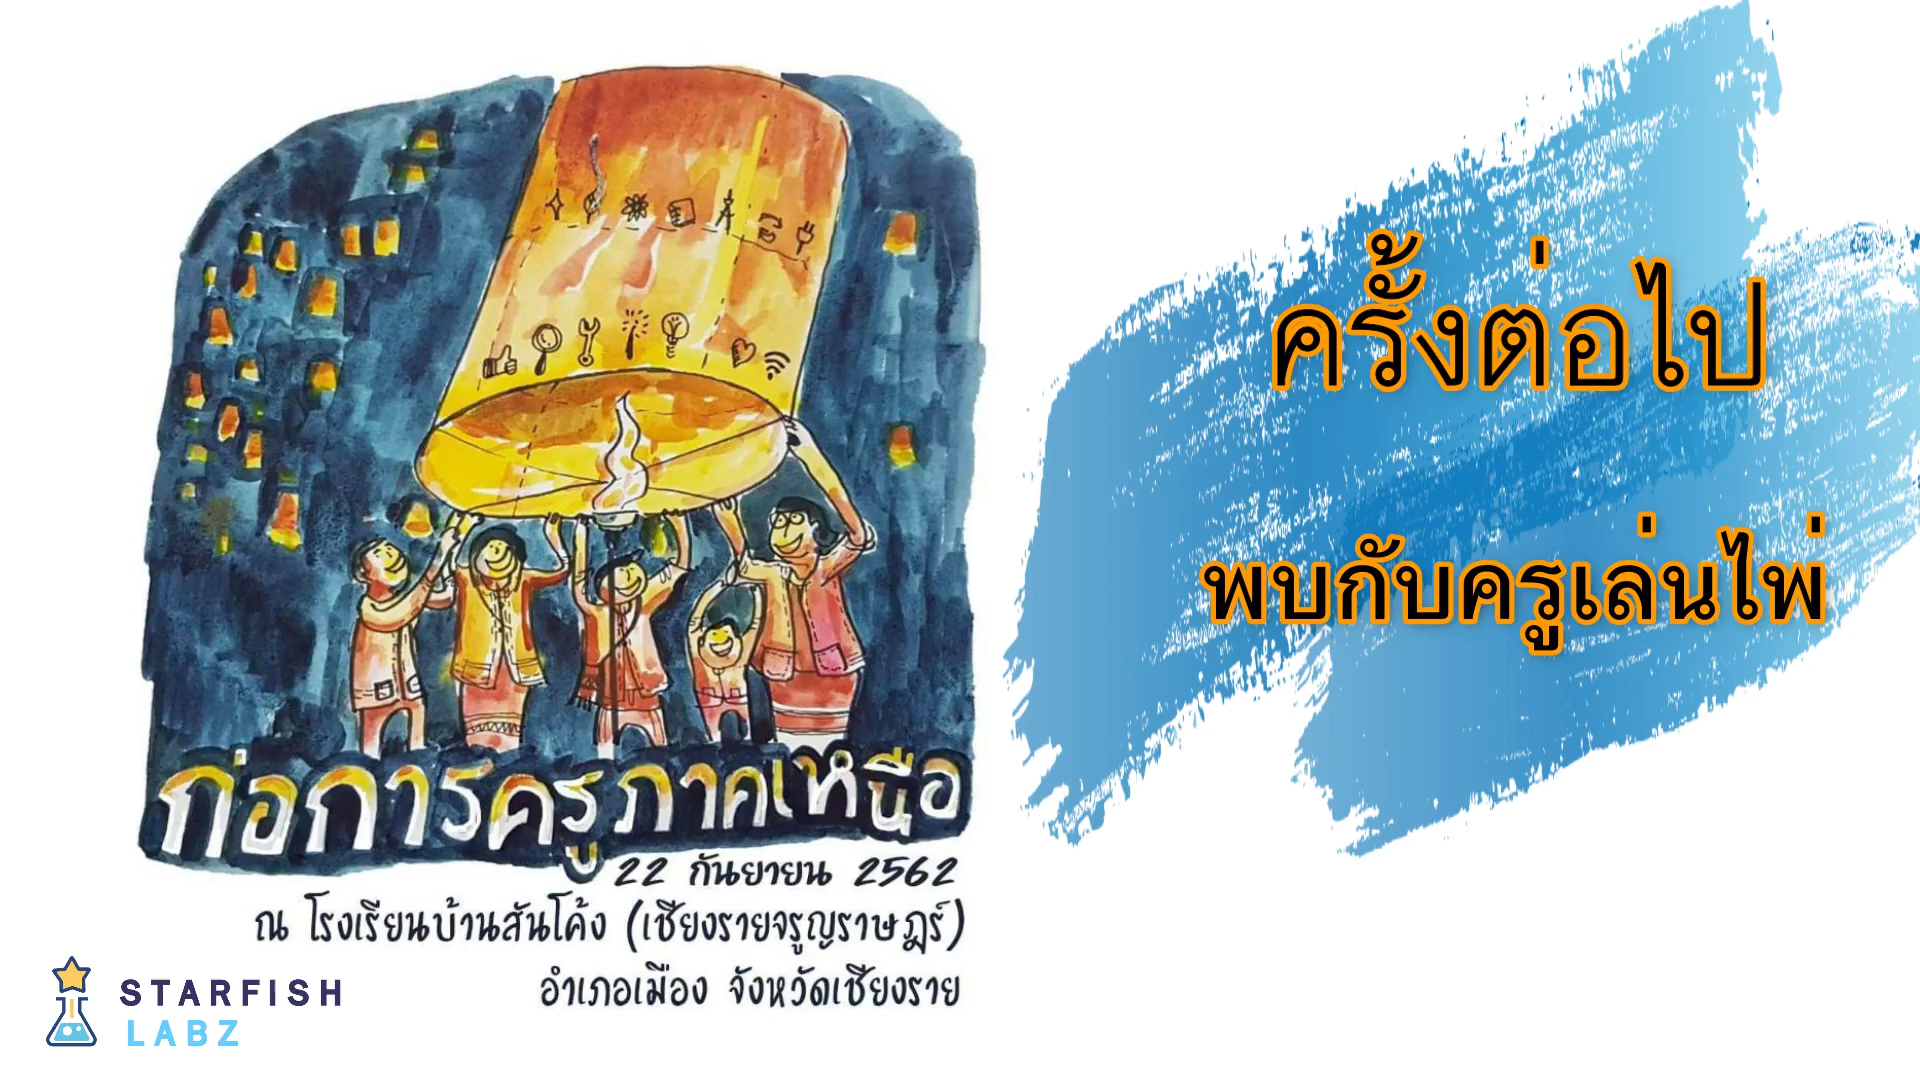 ก่อการครูภาคเหนือ
22 กันยายน 2562
ณ โรงเรียนบ้านสันโค้ง (เชียงรายจรูญราษฎร์)
อำเภอเมือง จังหวัดเชียงราย
STARFISH
LABZ
ครั้งต่อไป
พบกับครูเล่นไพ่